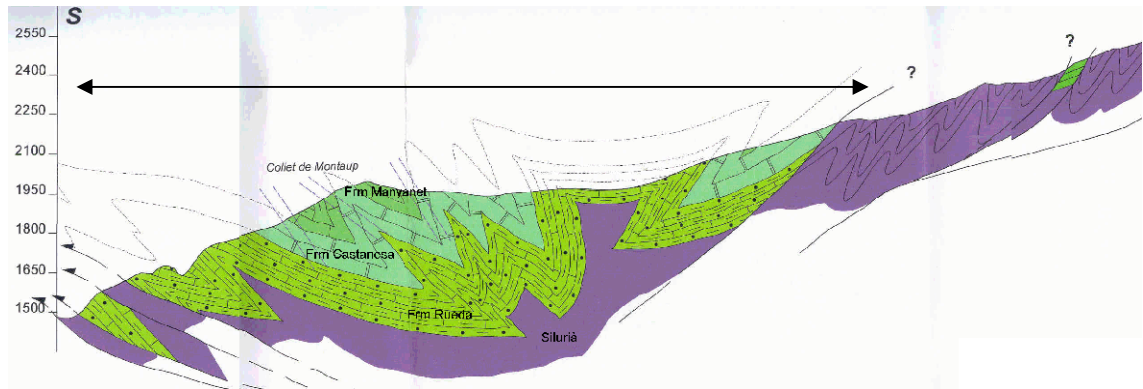 S
2550
2400
2250
2100
1950
1800
1650
1500
?
?
Collet de Montaup
Frm Manyanet
Frm Castanesa
Frm Rueda
Silurià